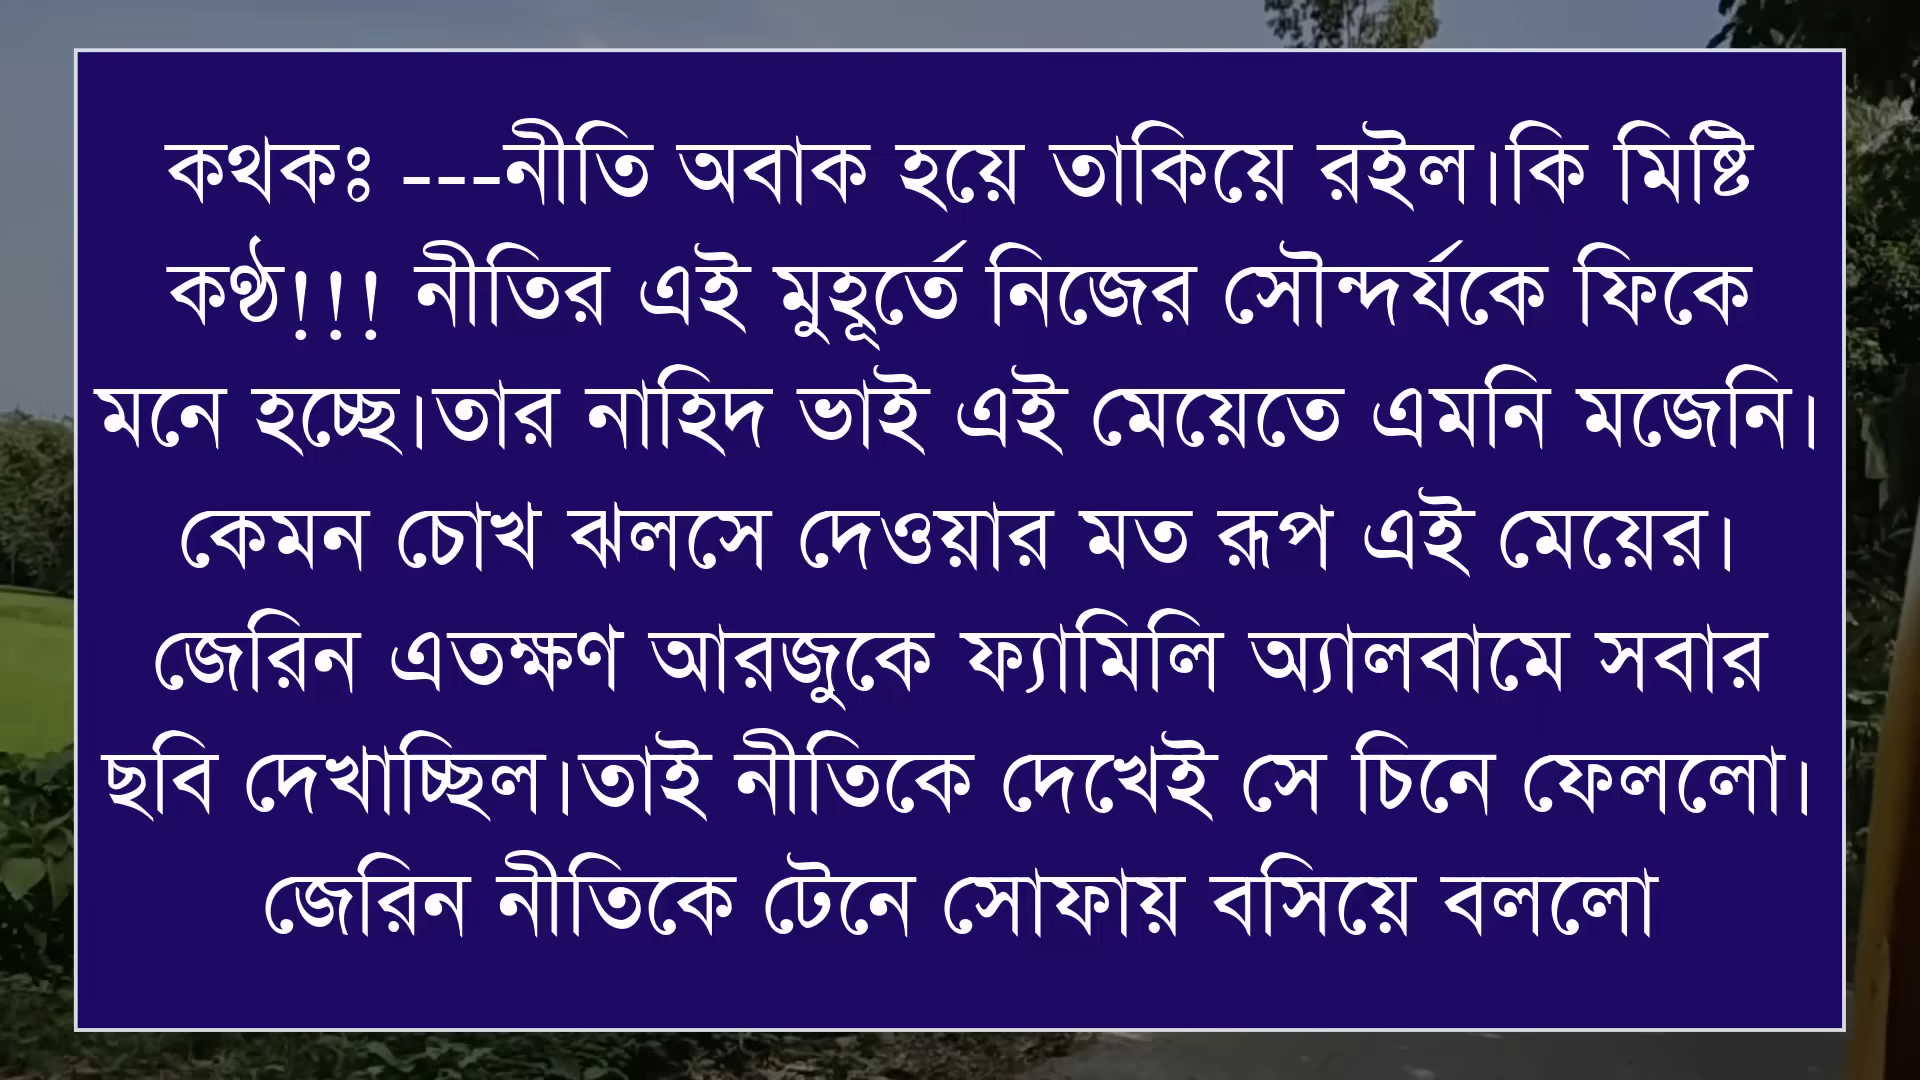 কথকঃ ---নীতি অবাক হয়ে তাকিয়ে রইল।কি মিষ্টি
কণ্ঠ!!! নীতির এই মুহূর্তে নিজের সৌন্দর্যকে ফিকে
মনে হচ্ছে।তার নাহিদ ভাই এই মেয়েতে এমনি মজেনি।
কেমন চোখ ঝলসে দেওয়ার মত রূপ এই মেয়ের।
জেরিন এতক্ষণ আরজুকে ফ্যামিলি অ্যালবামে সবার
ছবি দেখাচ্ছিল।তাই নীতিকে দেখেই সে চিনে ফেললো।
জেরিন নীতিকে টেনে সোফায় বসিয়ে বললো